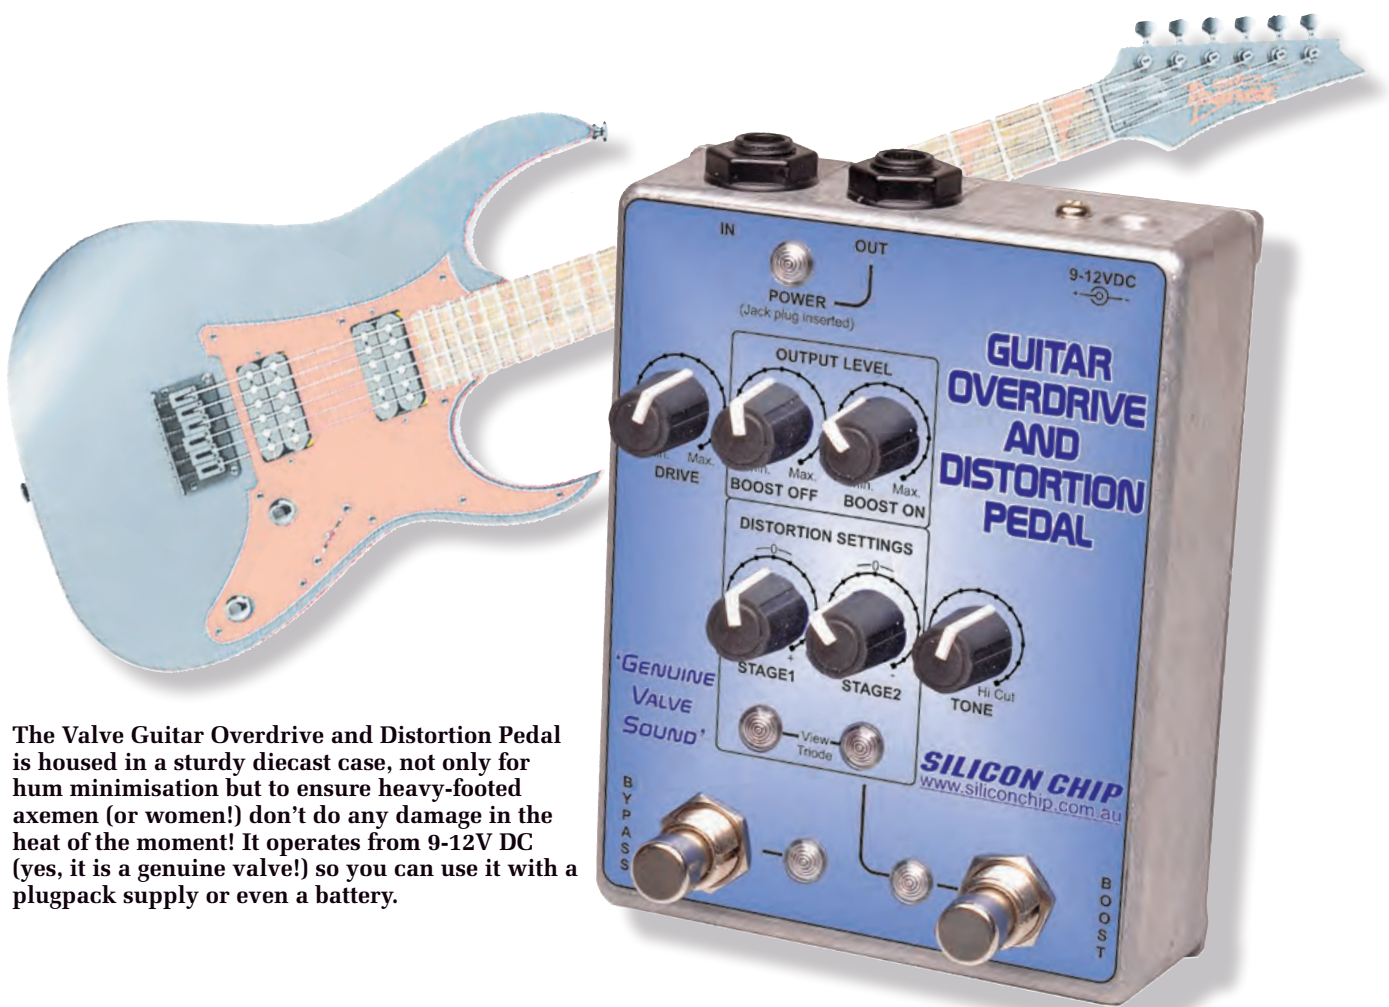 IN
OUT
POWER
(Jack plug inserted)
9-12VDC
GUITAR
OVERDRIVE
AND
DISTORTION
PEDAL
OUTPUT LEVEL
Max.
DRIVE
Max.
BOOST OFF
Max.
BOOST ON
DISTORTION SETTINGS
0
0
+
STAGE1
-
STAGE2
Hi Cut
TONE
'GENUINE
VALVE
SOUND'
View
Triode
SILICON CHIP
www.siliconchip.com.au
BYPASS
BOOST
The Valve Guitar Overdrive and Distortion Pedal
is housed in a sturdy diecast case, not only for
hum minimisation but to ensure heavy-footed
axemen (or women!) don't do any damage in the
heat of the moment! It operates from 9-12V DC
(yes, it is a genuine valve!) so you can use it with a
plugpack supply or even a battery.